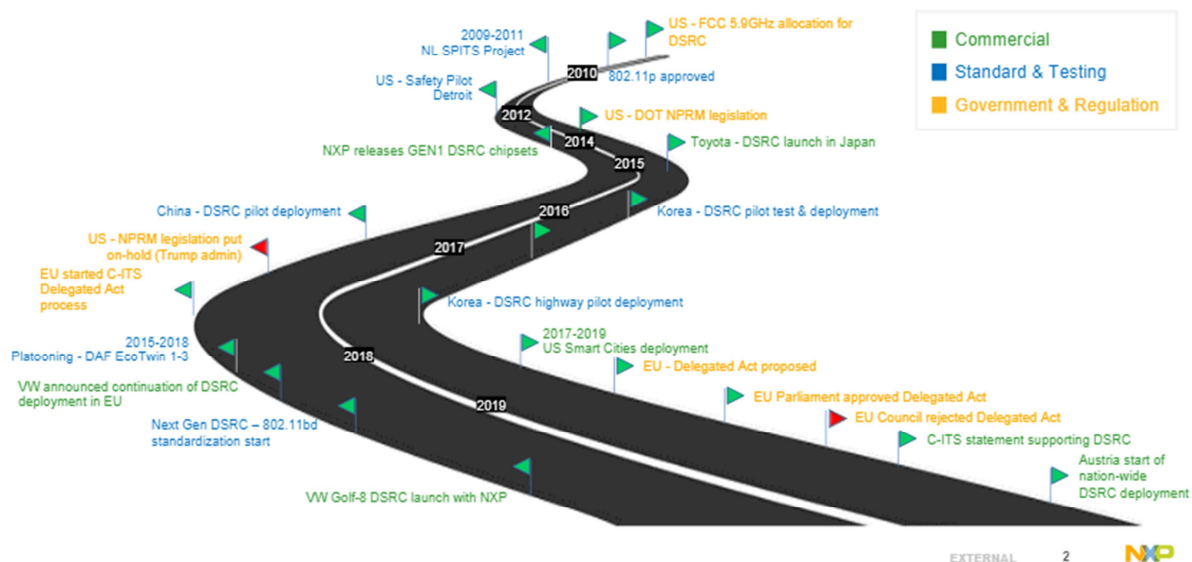 US - FCC 5.9GHz allocation for
DSRC
Commercial
Standard & Testing
Government & Regulation
2009-2011
NL SPITS Project
2010
802.11p approved
US - Safety Pilot
Detroit
2012
US - DOT NPRM legislation
NXP releases GEN1 DSRC chipsets
2014
Toyota - DSRC launch in Japan
2015
China - DSRC pilot deployment
2016
Korea - DSRC pilot test & deployment
US - NPRM legislation put
on-hold (Trump admin)
2017
EU started C-ITS
Delegated Act
process
Korea - DSRC highway pilot deployment
2015-2018
Platooning - DAF EcoTwin 1-3
2018
2017-2019
US Smart Cities deployment
EU - Delegated Act proposed
VW announced continuation of DSRC
deployment in EU
2019
EU Parliament approved Delegated Act
EU Council rejected Delegated Act
Next Gen DSRC – 802.11bd
standardization start
C-ITS statement supporting DSRC
Austria start of
nation-wide
DSRC deployment
VW Golf-8 DSRC launch with NXP
EXTERNAL
2
NXP